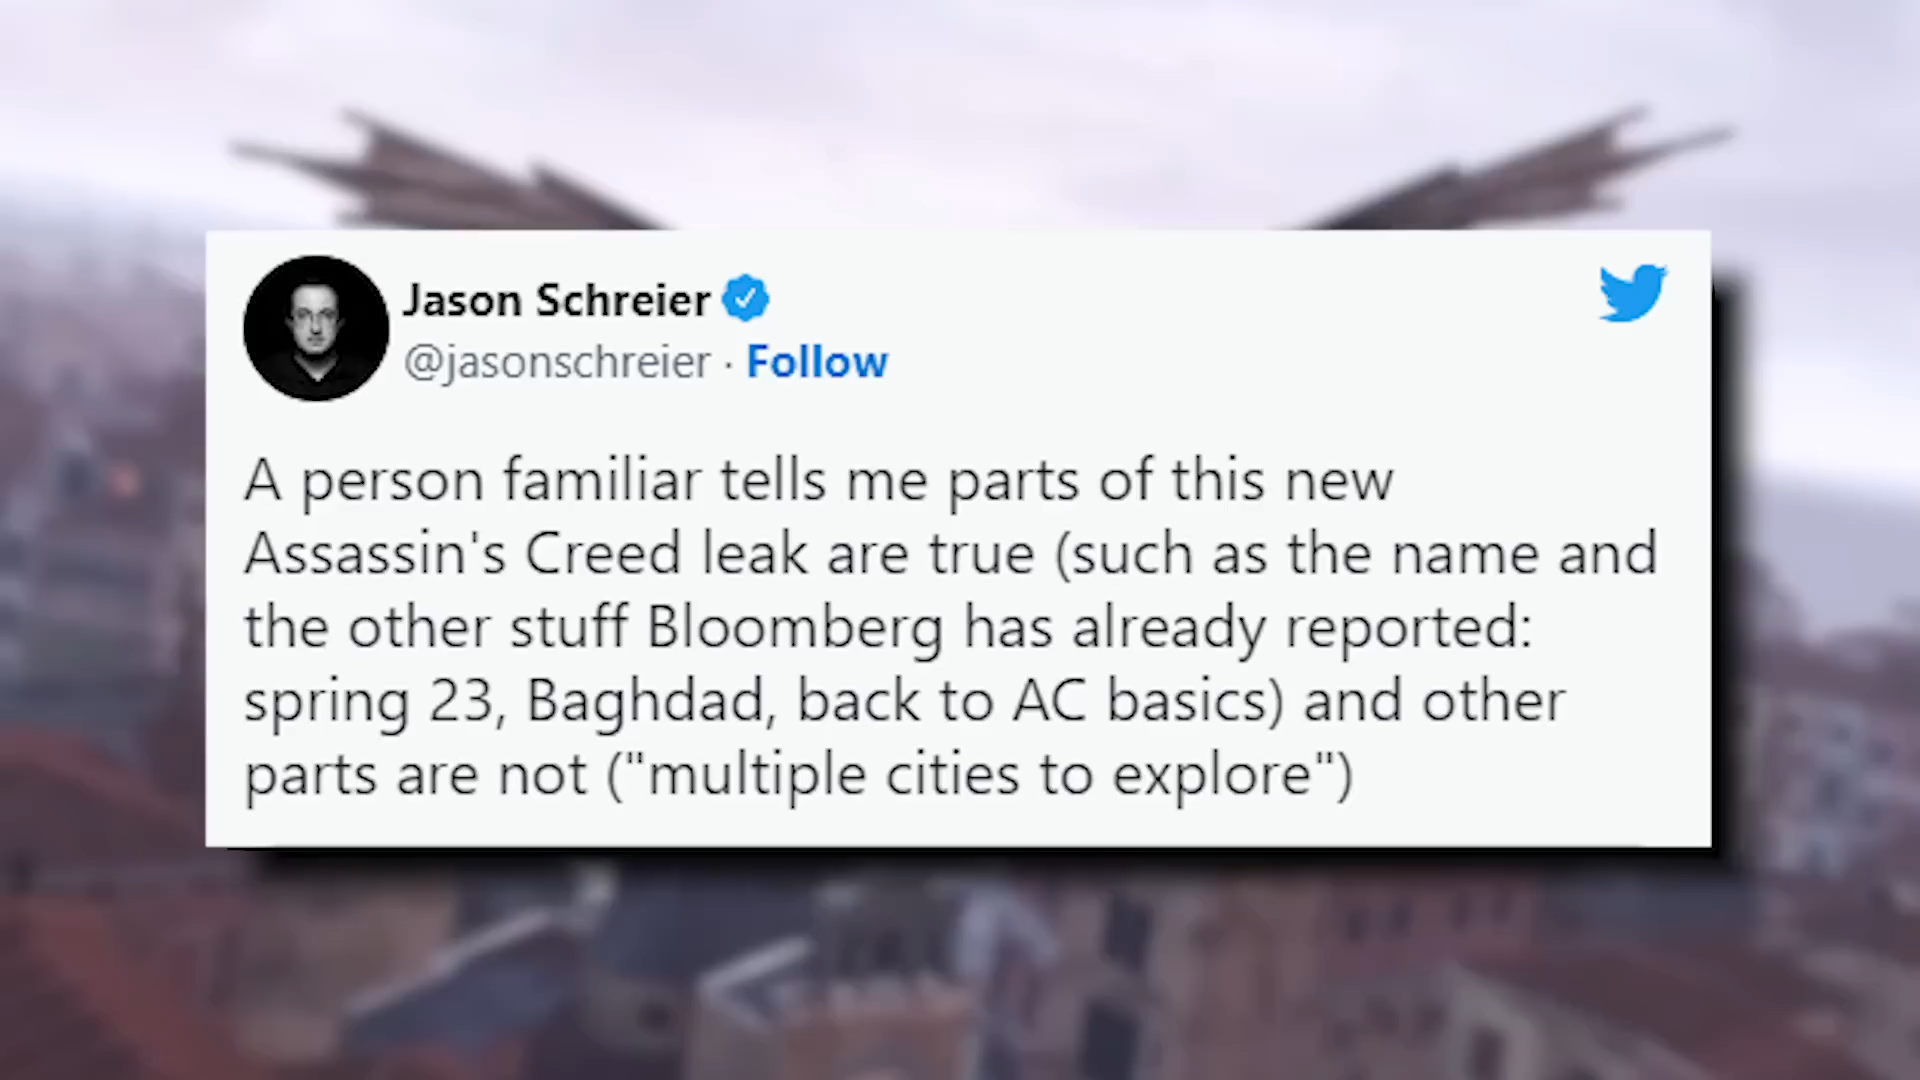 Jason Schreier
@jasonschreier · Follow
A person familiar tells me parts of this new
Assassin's Creed leak are true (such as the name and
the other stuff Bloomberg has already reported:
spring 23, Baghdad, back to AC basics) and other
parts are not ("multiple cities to explore")